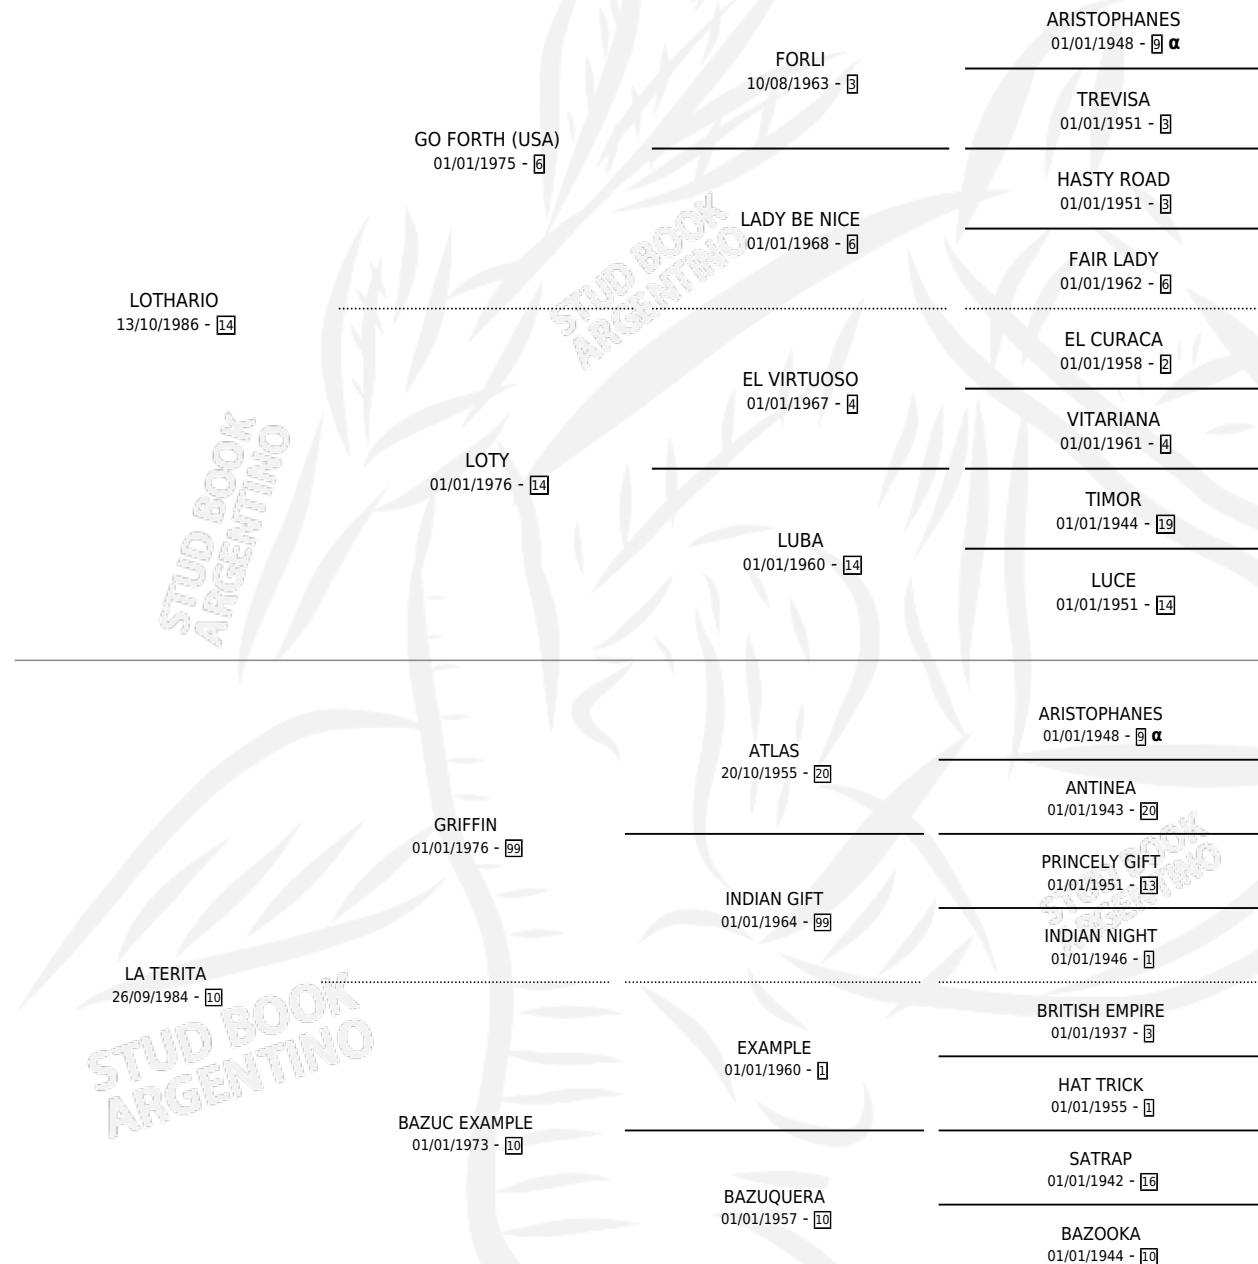 ARISTOPHANES
01/01/1948 - 9 α
FORLI
10/08/1963 - 3
TREVISA
01/01/1951 - 3
GO FORTH (USA)
01/01/1975 - 6
HASTY ROAD
01/01/1951 - 3
LADY BE NICE
01/01/1968 - 6
FAIR LADY
01/01/1962 - 6
STUD BOOK
ARGENTINO
LOTHARIO
13/10/1986 - 14
EL CURACA
01/01/1958 - 2
EL VIRTUOSO
01/01/1967 - 4
VITARIANA
01/01/1961 - 4
LOTY
01/01/1976 - 14
TIMOR
01/01/1944 - 19
LUBA
01/01/1960 - 14
LUCE
01/01/1951 - 14
STUD BOOK
ARGENTINO
ARISTOPHANES
01/01/1948 - 9 α
ATLAS
20/10/1955 - 20
ANTINEA
01/01/1943 - 20
GRIFFIN
01/01/1976 - 99
PRINCELY GIFT
01/01/1951 - 13
INDIAN GIFT
01/01/1964 - 99
INDIAN NIGHT
01/01/1946 - 1
STUD BOOK
ARGENTINO
LA TERITA
26/09/1984 - 10
BRITISH EMPIRE
01/01/1937 - 3
EXAMPLE
01/01/1960 - 1
HAT TRICK
01/01/1955 - 1
BAZUC EXAMPLE
01/01/1973 - 10
SATRAP
01/01/1942 - 16
BAZUQUERA
01/01/1957 - 10
BAZOOKA
01/01/1944 - 10
STUD BOOK
ARGENTINO